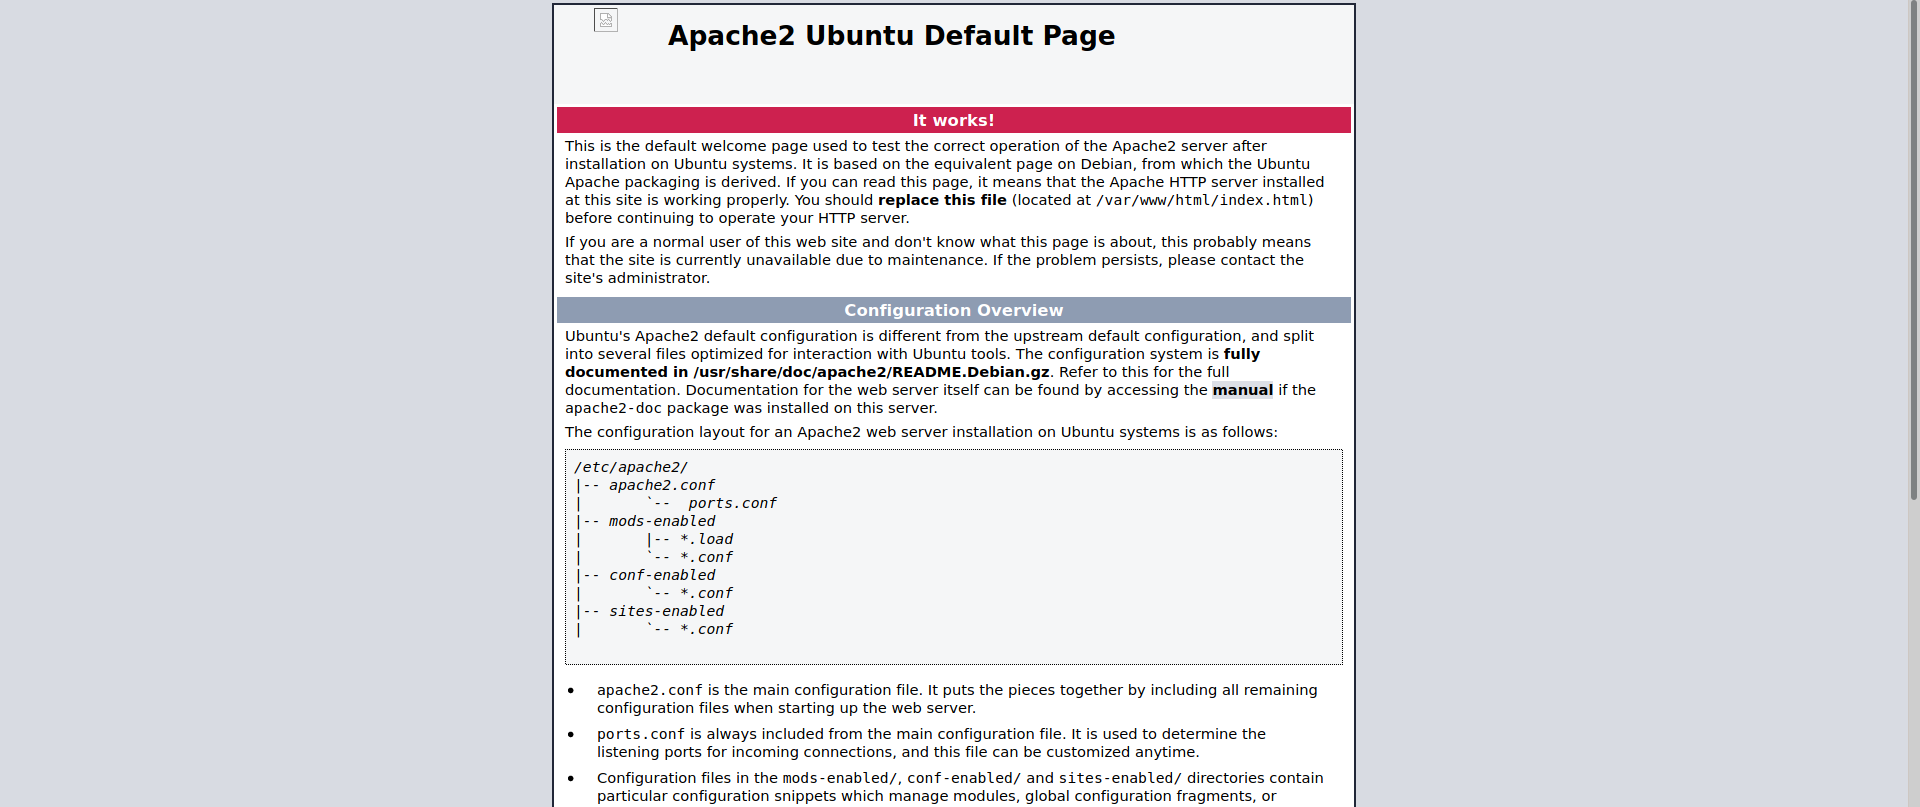 Apache2 Ubuntu Default Page
It works!
This is the default welcome page used to test the correct operation of the Apache2 server after
installation on Ubuntu systems. It is based on the equivalent page on Debian, from which the Ubuntu
Apache packaging is derived. If you can read this page, it means that the Apache HTTP server installed
at this site is working properly. You should replace this file (located at /var/www/html/index.html)
before continuing to operate your HTTP server.
If you are a normal user of this web site and don't know what this page is about, this probably means
that the site is currently unavailable due to maintenance. If the problem persists, please contact the
site's administrator.
Configuration Overview
Ubuntu's Apache2 default configuration is different from the upstream default configuration, and split
into several files optimized for interaction with Ubuntu tools. The configuration system is fully
documented in /usr/share/doc/apache2/README.Debian.gz. Refer to this for the full
documentation. Documentation for the web server itself can be found by accessing the manual if the
apache2-doc package was installed on this server.
The configuration layout for an Apache2 web server installation on Ubuntu systems is as follows:
/etc/apache2/
|-- apache2.conf
|       `--  ports.conf
|-- mods-enabled
|       |-- *.load
|       `-- *.conf
|-- conf-enabled
|       `-- *.conf
|-- sites-enabled
|       `-- *.conf
• apache2.conf is the main configuration file. It puts the pieces together by including all remaining
configuration files when starting up the web server.
• ports.conf is always included from the main configuration file. It is used to determine the
listening ports for incoming connections, and this file can be customized anytime.
• Configuration files in the mods-enabled/, conf-enabled/ and sites-enabled/ directories contain
particular configuration snippets which manage modules, global configuration fragments, or